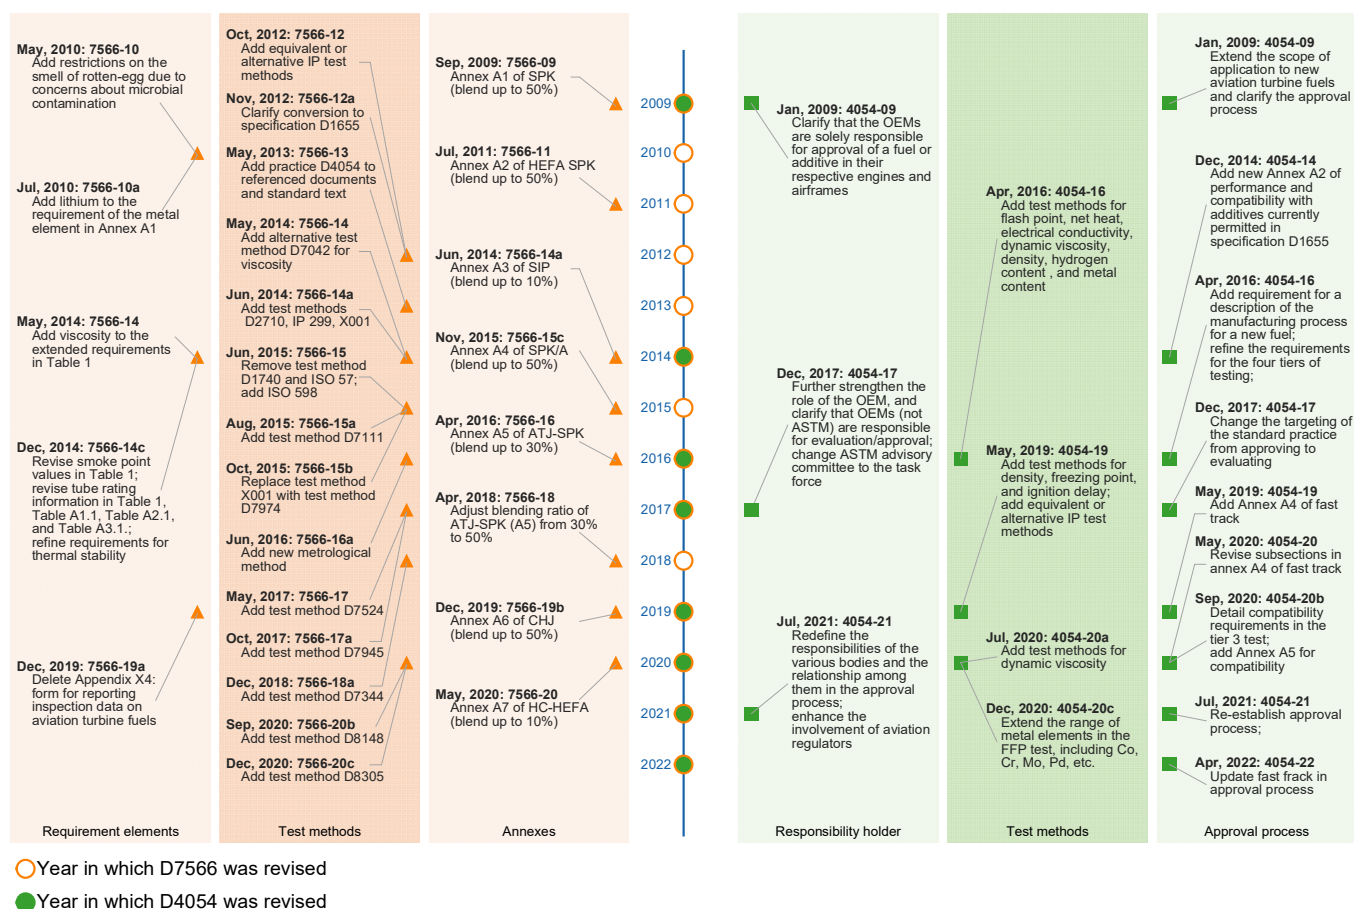 May, 2010: 7566-10
Add restrictions on the
smell of rotten-egg due to
concerns about microbial
contamination
Jul, 2010: 7566-10a
Add lithium to the
requirement of the metal
element in Annex A1
May, 2014: 7566-14
Add viscosity to the
extended requirements
in Table 1
Dec, 2014: 7566-14c
Revise smoke point
values in Table 1;
revise tube rating
information in Table 1,
Table A1.1, Table A2.1,
and Table A3.1.;
refine requirements for
thermal stability
Dec, 2019: 7566-19a
Delete Appendix X4:
form for reporting
inspection data on
aviation turbine fuels
Requirement elements
Oct, 2012: 7566-12
Add equivalent or
alternative IP test
methods
Nov, 2012: 7566-12a
Clarify conversion to
specification D1655
May, 2013: 7566-13
Add practice D4054 to
referenced documents
and standard text
May, 2014: 7566-14
Add alternative test
method D7042 for
viscosity
Jun, 2014: 7566-14a
Add test methods
D2710, IP 299, X001
Jun, 2015: 7566-15
Remove test method
D1740 and ISO 57;
add ISO 598
Aug, 2015: 7566-15a
Add test method D7111
Oct, 2015: 7566-15b
Replace test method
X001 with test method
D7974
Jun, 2016: 7566-16a
Add new metrological
method
May, 2017: 7566-17
Add test method D7524
Oct, 2017: 7566-17a
Add test method D7945
Dec, 2018: 7566-18a
Add test method D7344
Sep, 2020: 7566-20b
Add test method D8148
Dec, 2020: 7566-20c
Add test method D8305
Test methods
Sep, 2009: 7566-09
Annex A1 of SPK
(blend up to 50%)
Jul, 2011: 7566-11
Annex A2 of HEFA SPK
(blend up to 50%)
Jun, 2014: 7566-14a
Annex A3 of SIP
(blend up to 10%)
Nov, 2015: 7566-15c
Annex A4 of SPK/A
(blend up to 50%)
Apr, 2016: 7566-16
Annex A5 of ATJ-SPK
(blend up to 30%)
Apr, 2018: 7566-18
Adjust blending ratio of
ATJ-SPK (A5) from 30%
to 50%
Dec, 2019: 7566-19b
Annex A6 of CHJ
(blend up to 50%)
May, 2020: 7566-20
Annex A7 of HC-HEFA
(blend up to 10%)
Annexes
2009
2010
2011
2012
2013
2014
2015
2016
2017
2018
2019
2020
2021
2022
Jan, 2009: 4054-09
Clarify that the OEMs
are solely responsible
for approval of a fuel or
additive in their
respective engines and
airframes
Dec, 2017: 4054-17
Further strengthen the
role of the OEM, and
clarify that OEMs (not
ASTM) are responsible
for evaluation/approval;
change ASTM advisory
committee to the task
force
Jul, 2021: 4054-21
Redefine the
responsibilities of the
various bodies and the
relationship among
them in the approval
process;
enhance the
involvement of aviation
regulators
Responsibility holder
Apr, 2016: 4054-16
Add test methods for
flash point, net heat,
electrical conductivity,
dynamic viscosity,
density, hydrogen
content , and metal
content
May, 2019: 4054-19
Add test methods for
density, freezing point,
and ignition delay;
add equivalent or
alternative IP test
methods
Jul, 2020: 4054-20a
Add test methods for
dynamic viscosity
Dec, 2020: 4054-20c
Extend the range of
metal elements in the
FFP test, including Co,
Cr, Mo, Pd, etc.
Test methods
Jan, 2009: 4054-09
Extend the scope of
application to new
aviation turbine fuels
and clarify the approval
process
Dec, 2014: 4054-14
Add new Annex A2 of
performance and
compatibility with
additives currently
permitted in
specification D1655
Apr, 2016: 4054-16
Add requirement for a
description of the
manufacturing process
for a new fuel;
refine the requirements
for the four tiers of
testing;
Dec, 2017: 4054-17
Change the targeting of
the standard practice
from approving to
evaluating
May, 2019: 4054-19
Add Annex A4 of fast
track
May, 2020: 4054-20
Revise subsections in
annex A4 of fast track
Sep, 2020: 4054-20b
Detail compatibility
requirements in the
tier 3 test;
add Annex A5 for
compatibility
Jul, 2021: 4054-21
Re-establish approval
process;
Apr, 2022: 4054-22
Update fast frack in
approval process
Approval process
Year in which D7566 was revised
Year in which D4054 was revised